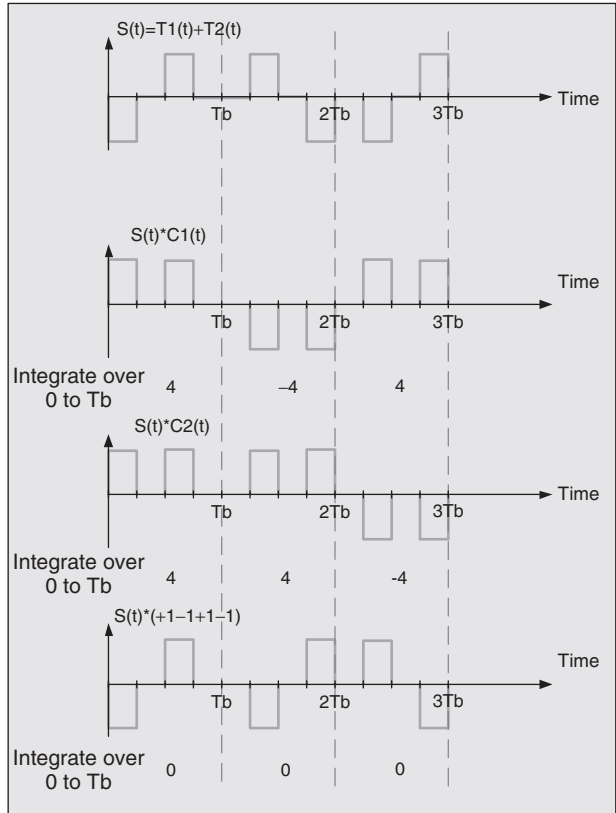 S(t)=T1(t)+T2(t)
Time
Tb 2Tb 3Tb
S(t)*C1(t)
Time
Tb 2Tb 3Tb
Integrate over
0 to Tb
4 –4 4
S(t)*C2(t)
Time
Tb 2Tb 3Tb
Integrate over
0 to Tb
4 4 -4
S(t)*(+1–1+1–1)
Time
Tb 2Tb 3Tb
Integrate over
0 to Tb
0 0 0